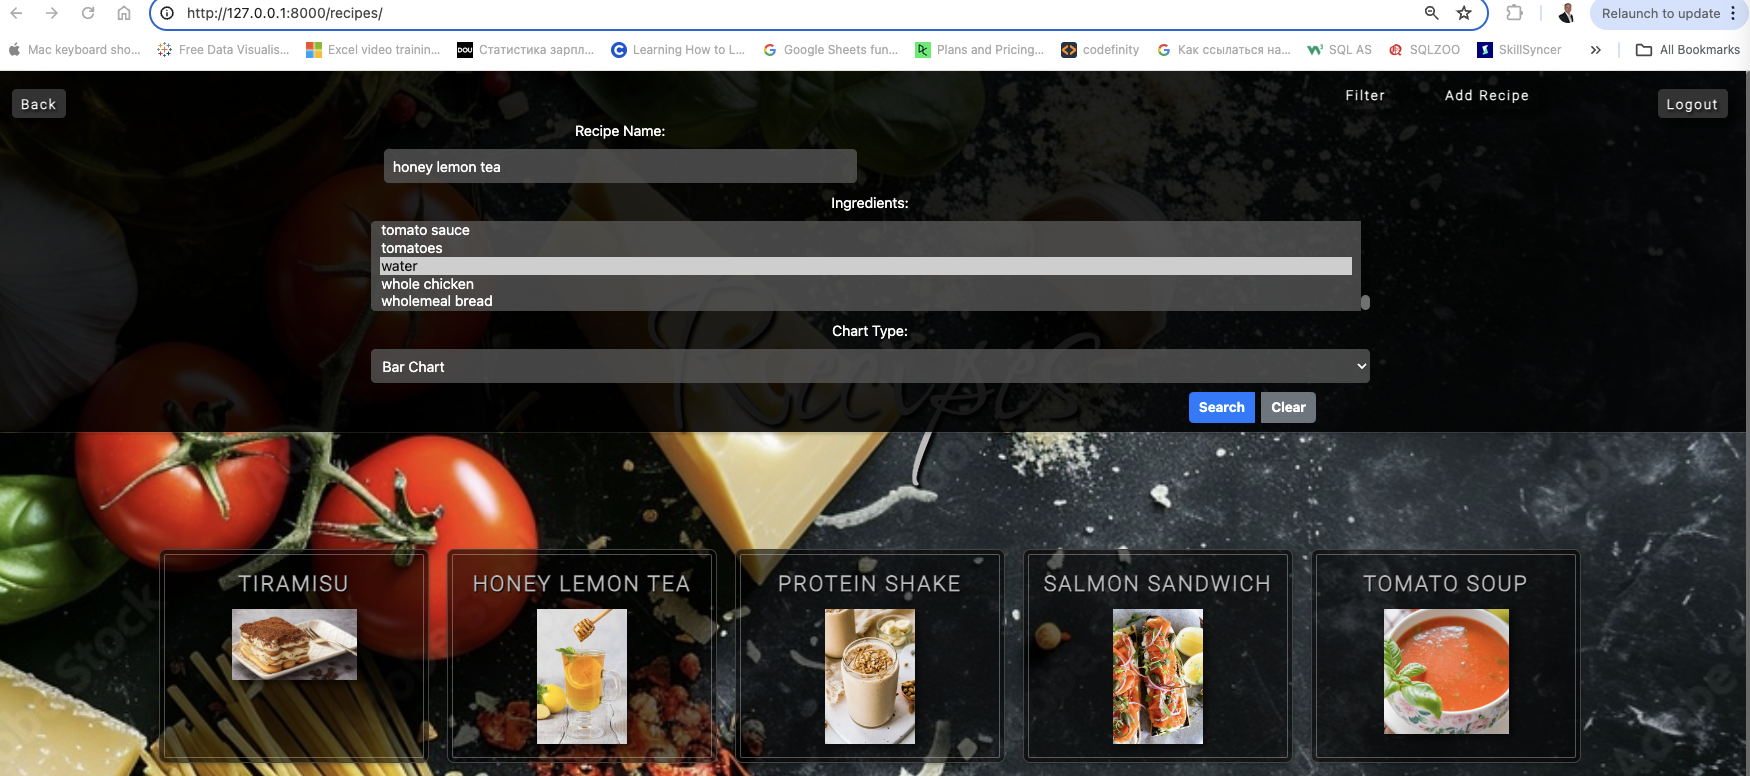 http://127.0.0.1:8000/recipes/
Relaunch to update
Mac keyboard sho...
Free Data Visualis...
Excel video trainin...
DOU
Статистика зарпл...
Learning How to L...
Google Sheets fun...
Plans and Pricing...
codefinity
Как ссылаться на...
SQL AS
SQLZOO
SkillSyncer
All Bookmarks
Back
Filter
Add Recipe
Logout
Recipe Name:
honey lemon tea
Ingredients:
tomato sauce
tomatoes
water
whole chicken
wholemeal bread
Chart Type:
Bar Chart
Recipes
Search
Clear
TIRAMISU
HONEY LEMON TEA
PROTEIN SHAKE
SALMON SANDWICH
TOMATO SOUP